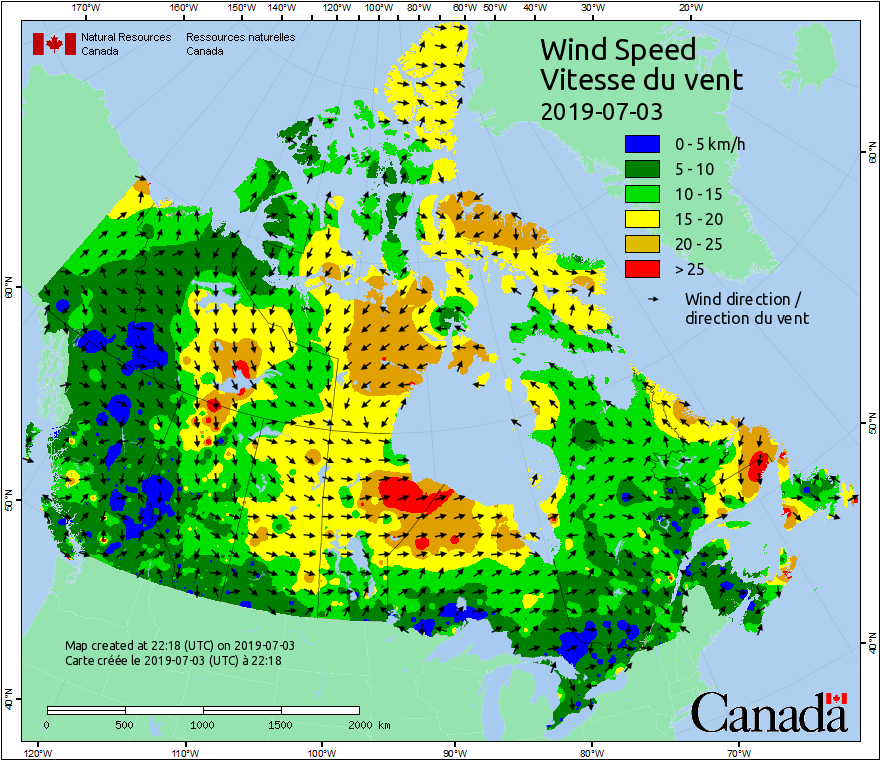 170°W 160°W 150°W 140°W 130°W 120°W 110°W 100°W 80°W 60°W 50°W 40°W 30°W 20°W
Natural Resources Canada
Ressources naturelles Canada
Wind Speed
Vitesse du vent
2019-07-03
0 - 5 km/h
5 - 10
10 - 15
15 - 20
20 - 25
> 25
Wind direction /
direction du vent
60°N
50°N
40°N
60°N
50°N
40°N
Map created at 22:18 (UTC) on 2019-07-03
Carte créée le 2019-07-03 (UTC) à 22:18
0 500 1000 1500 2000 km
Canada
120°W 110°W 100°W 90°W 80°W 70°W